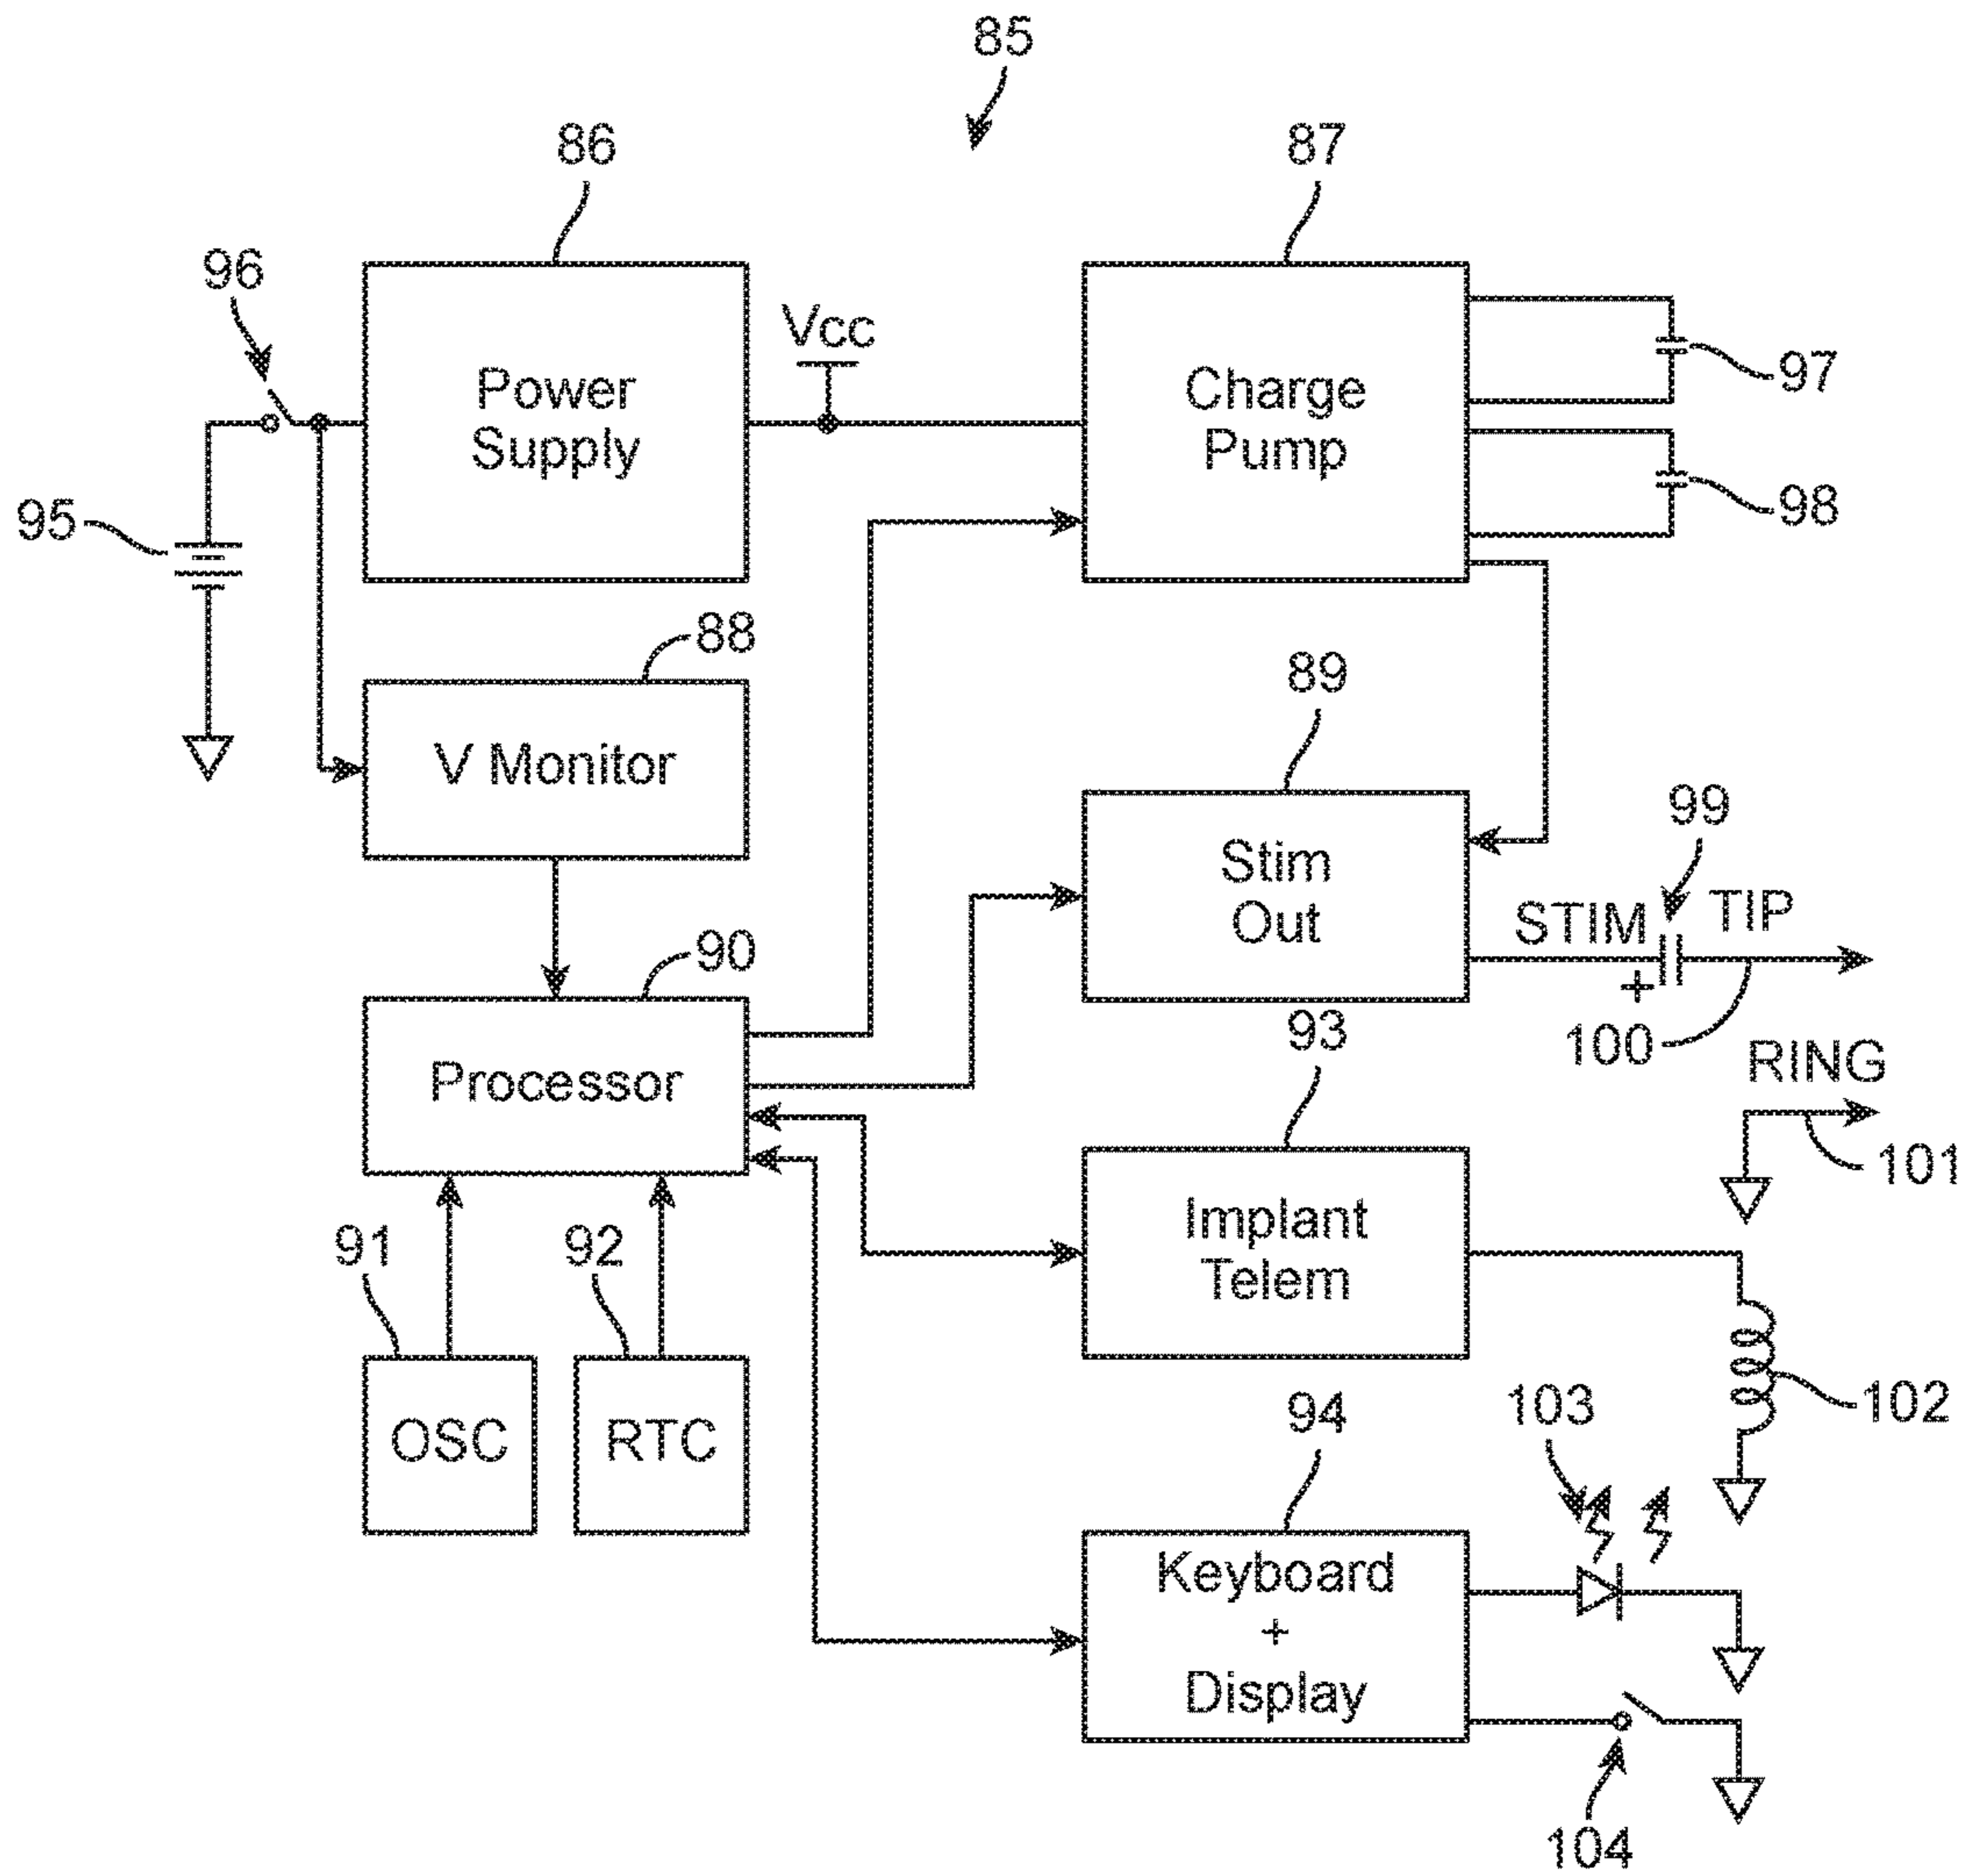 85
86
87
96
Vcc
Power
Supply
Charge
Pump
97
98
95
88
89
V Monitor
99
Stim
Out
STIM
TIP
+
90
100
93
RING
Processor
101
91
92
Implant
Telem
102
103
94
OSC
RTC
Keyboard
+
Display
104